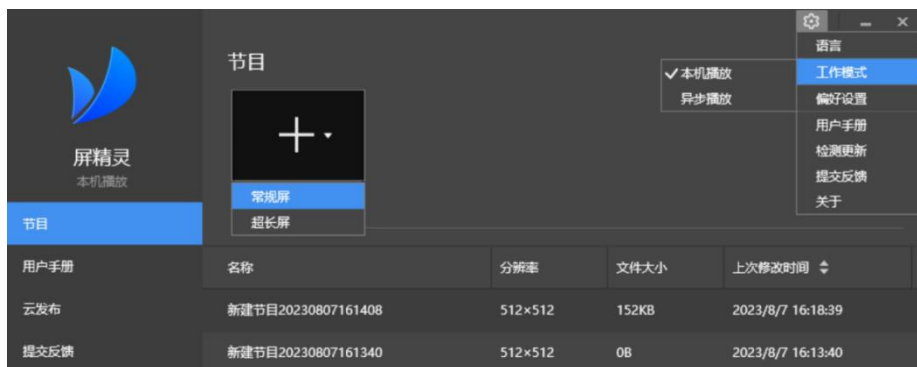 语言
节目
✓本机播放
工作模式
异步播放
偏好设置
用户手册
屏精灵
检测更新
本机播放
提交反馈
常规屏
关于
节目
超长屏
用户手册
名称
分辨率
文件大小
上次修改时间
云发布
新建节目20230807161408
512×512
152KB
2023/8/7 16:18:39
提交反馈
新建节目20230807161340
512×512
0B
2023/8/7 16:13:40